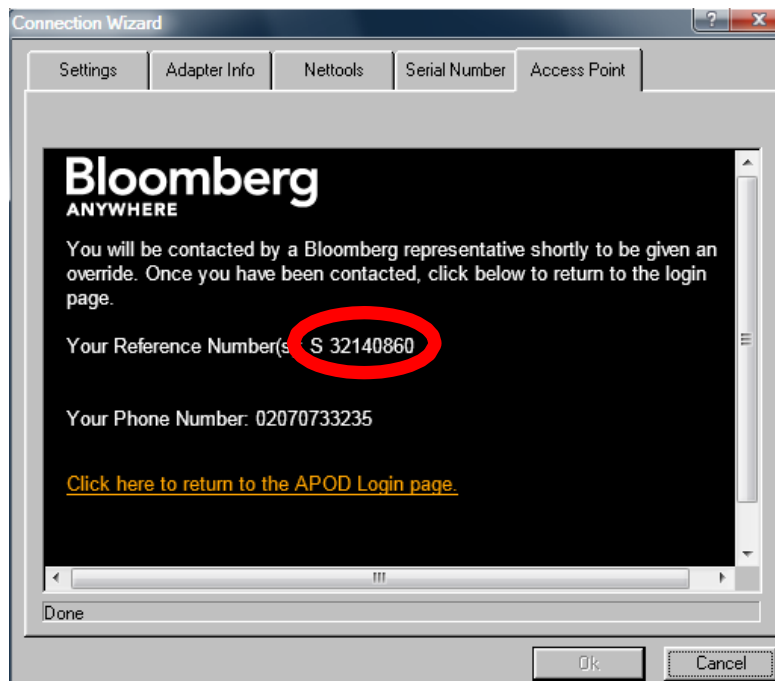 Connection Wizard
Settings Adapter Info Nettools Serial Number Access Point
Bloomberg
ANYWHERE
You will be contacted by a Bloomberg representative shortly to be given an
override. Once you have been contacted, click below to return to the login
page.
Your Reference Number(s S 32140860
Your Phone Number: 02070733235
Click here to return to the APOD Login page.
Done
Ok Cancel